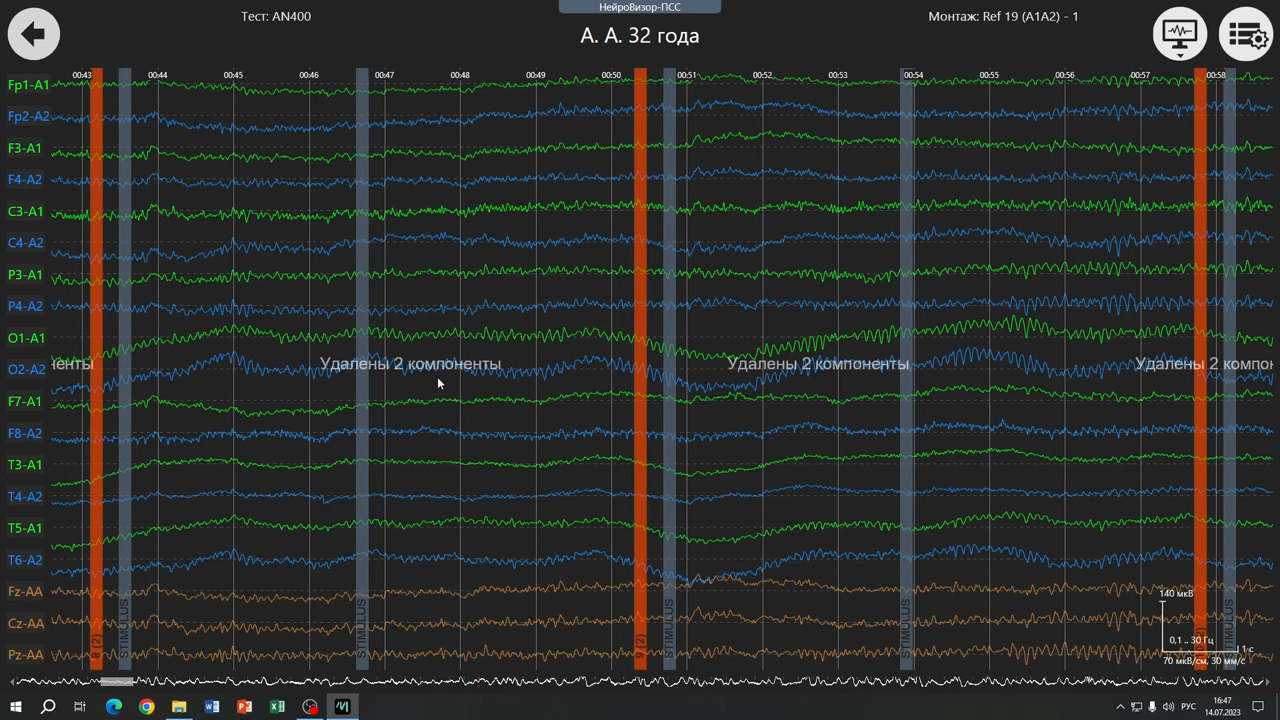 НейроВизор-ПСС
Тест: AN400
А. А. 32 года
Монтаж: Ref 19 (A1A2) - 1
00:43 00:44 00:45 00:46 00:47 00:48 00:49 00:50 00:51 00:52 00:53 00:54 00:55 00:56 00:57 00:58
Fp1-A1
Fp2-A2
F3-A1
F4-A2
C3-A1
C4-A2
P3-A1
P4-A2
O1-A1
ненты Удалены 2 компоненты Удалены 2 компоненты Удалены 2 компон
O2-A2
F7-A1
F8-A2
T3-A1
T4-A2
T5-A1
T6-A2
Fz-AA
Cz-AA
Pz-AA
STIMULUS STIMULUS STIMULUS STIMULUS STIMULUS
140 мкВ
0,1 .. 30 Гц
1 с
70 мкВ/см, 30 мм/с
РУС
16:47
14.07.2023